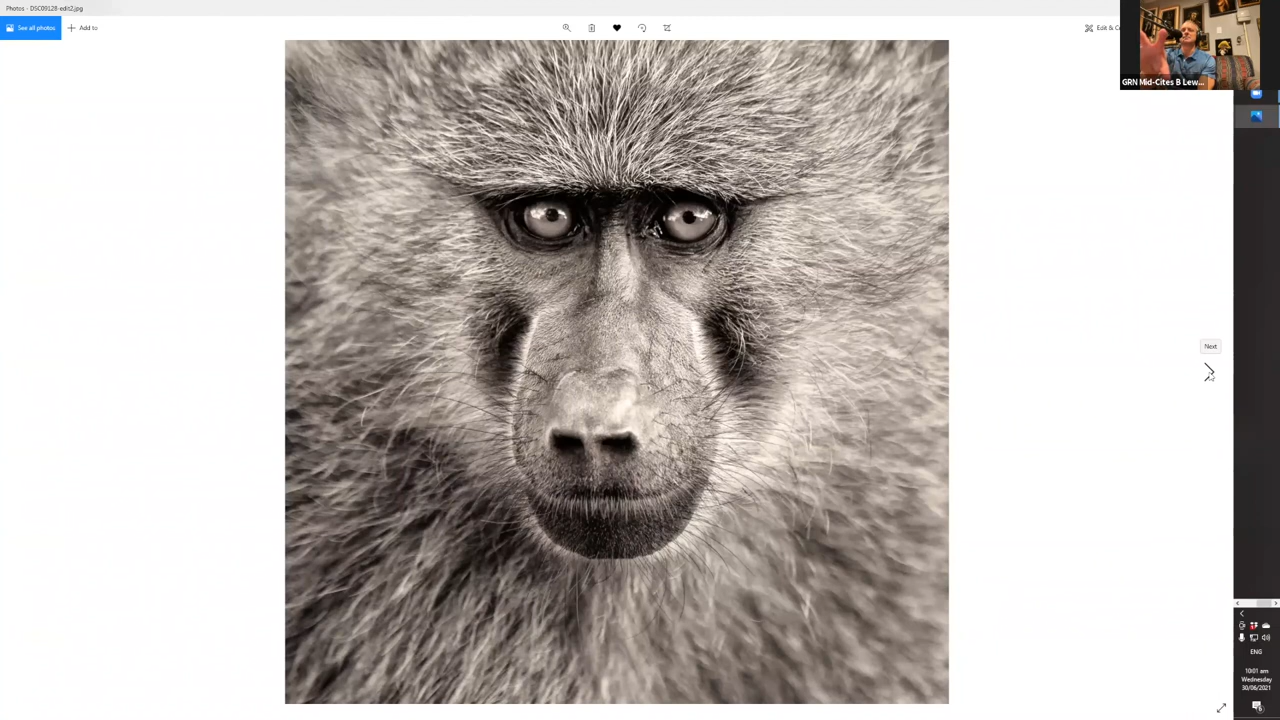 Photos - DSC09128-edit2.jpg
See all photos
Add to
Edit & C
GRN Mid-Cites B Lew...
Next
ENG
10:01 am
Wednesday
30/06/2021